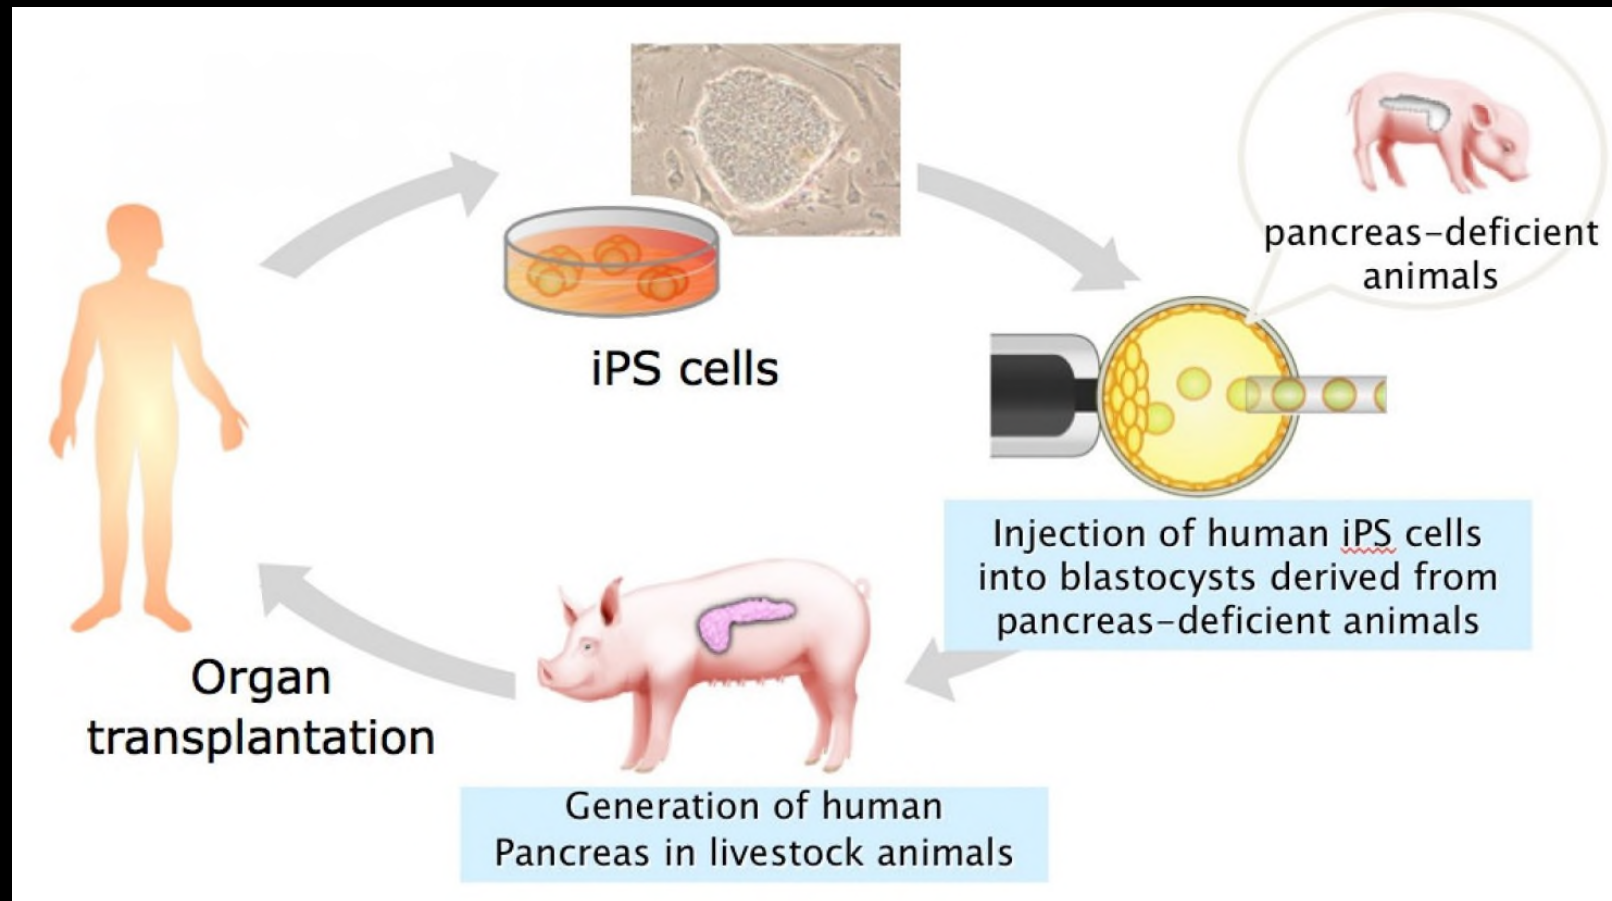 iPS cells
pancreas-deficient
animals
Injection of human iPS cells
into blastocysts derived from
pancreas-deficient animals
Generation of human
Pancreas in livestock animals
Organ
transplantation